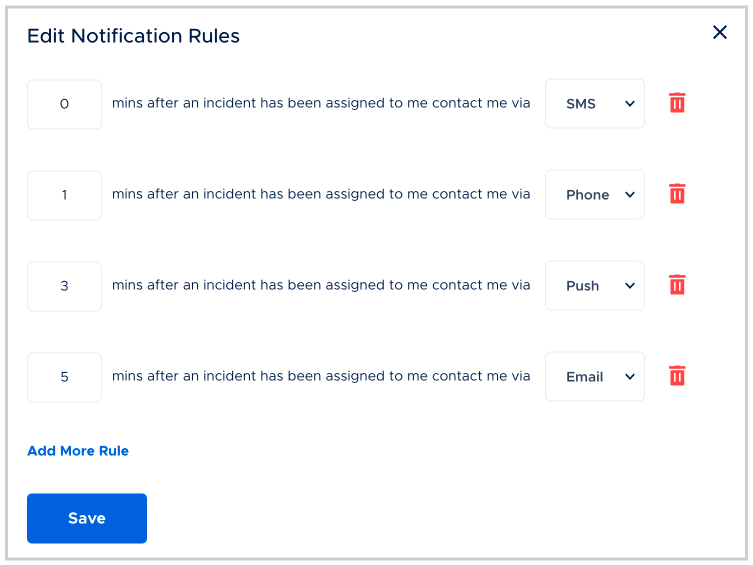 Edit Notification Rules
0 mins after an incident has been assigned to me contact me via SMS
1 mins after an incident has been assigned to me contact me via Phone
3 mins after an incident has been assigned to me contact me via Push
5 mins after an incident has been assigned to me contact me via Email
Add More Rule
Save